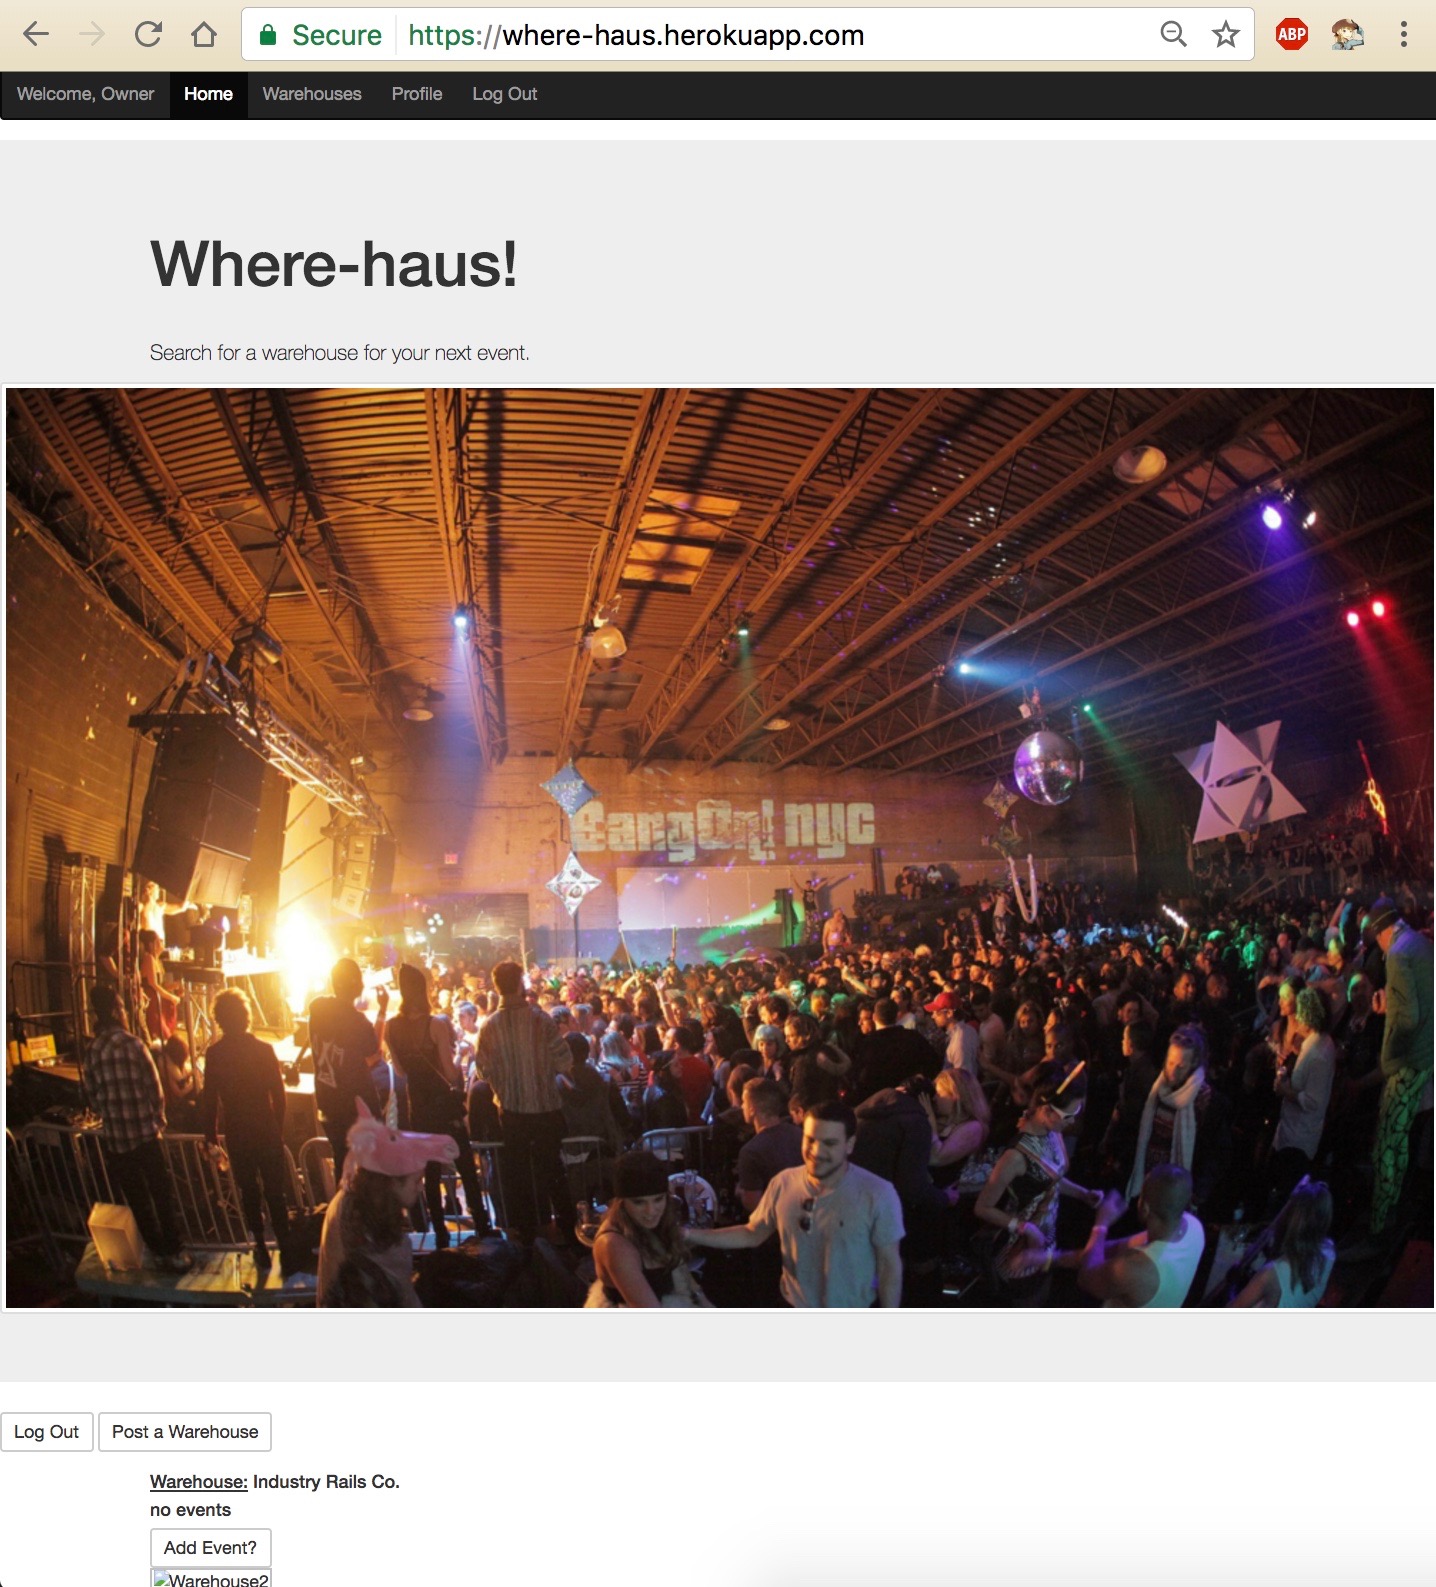 Secure https://where-haus.herokuapp.com
ABP
Welcome, Owner Home Warehouses Profile Log Out
Where-haus!
Search for a warehouse for your next event.
BangOn! nyc
Log Out Post a Warehouse
Warehouse: Industry Rails Co.
no events
Add Event?
Warehouse2